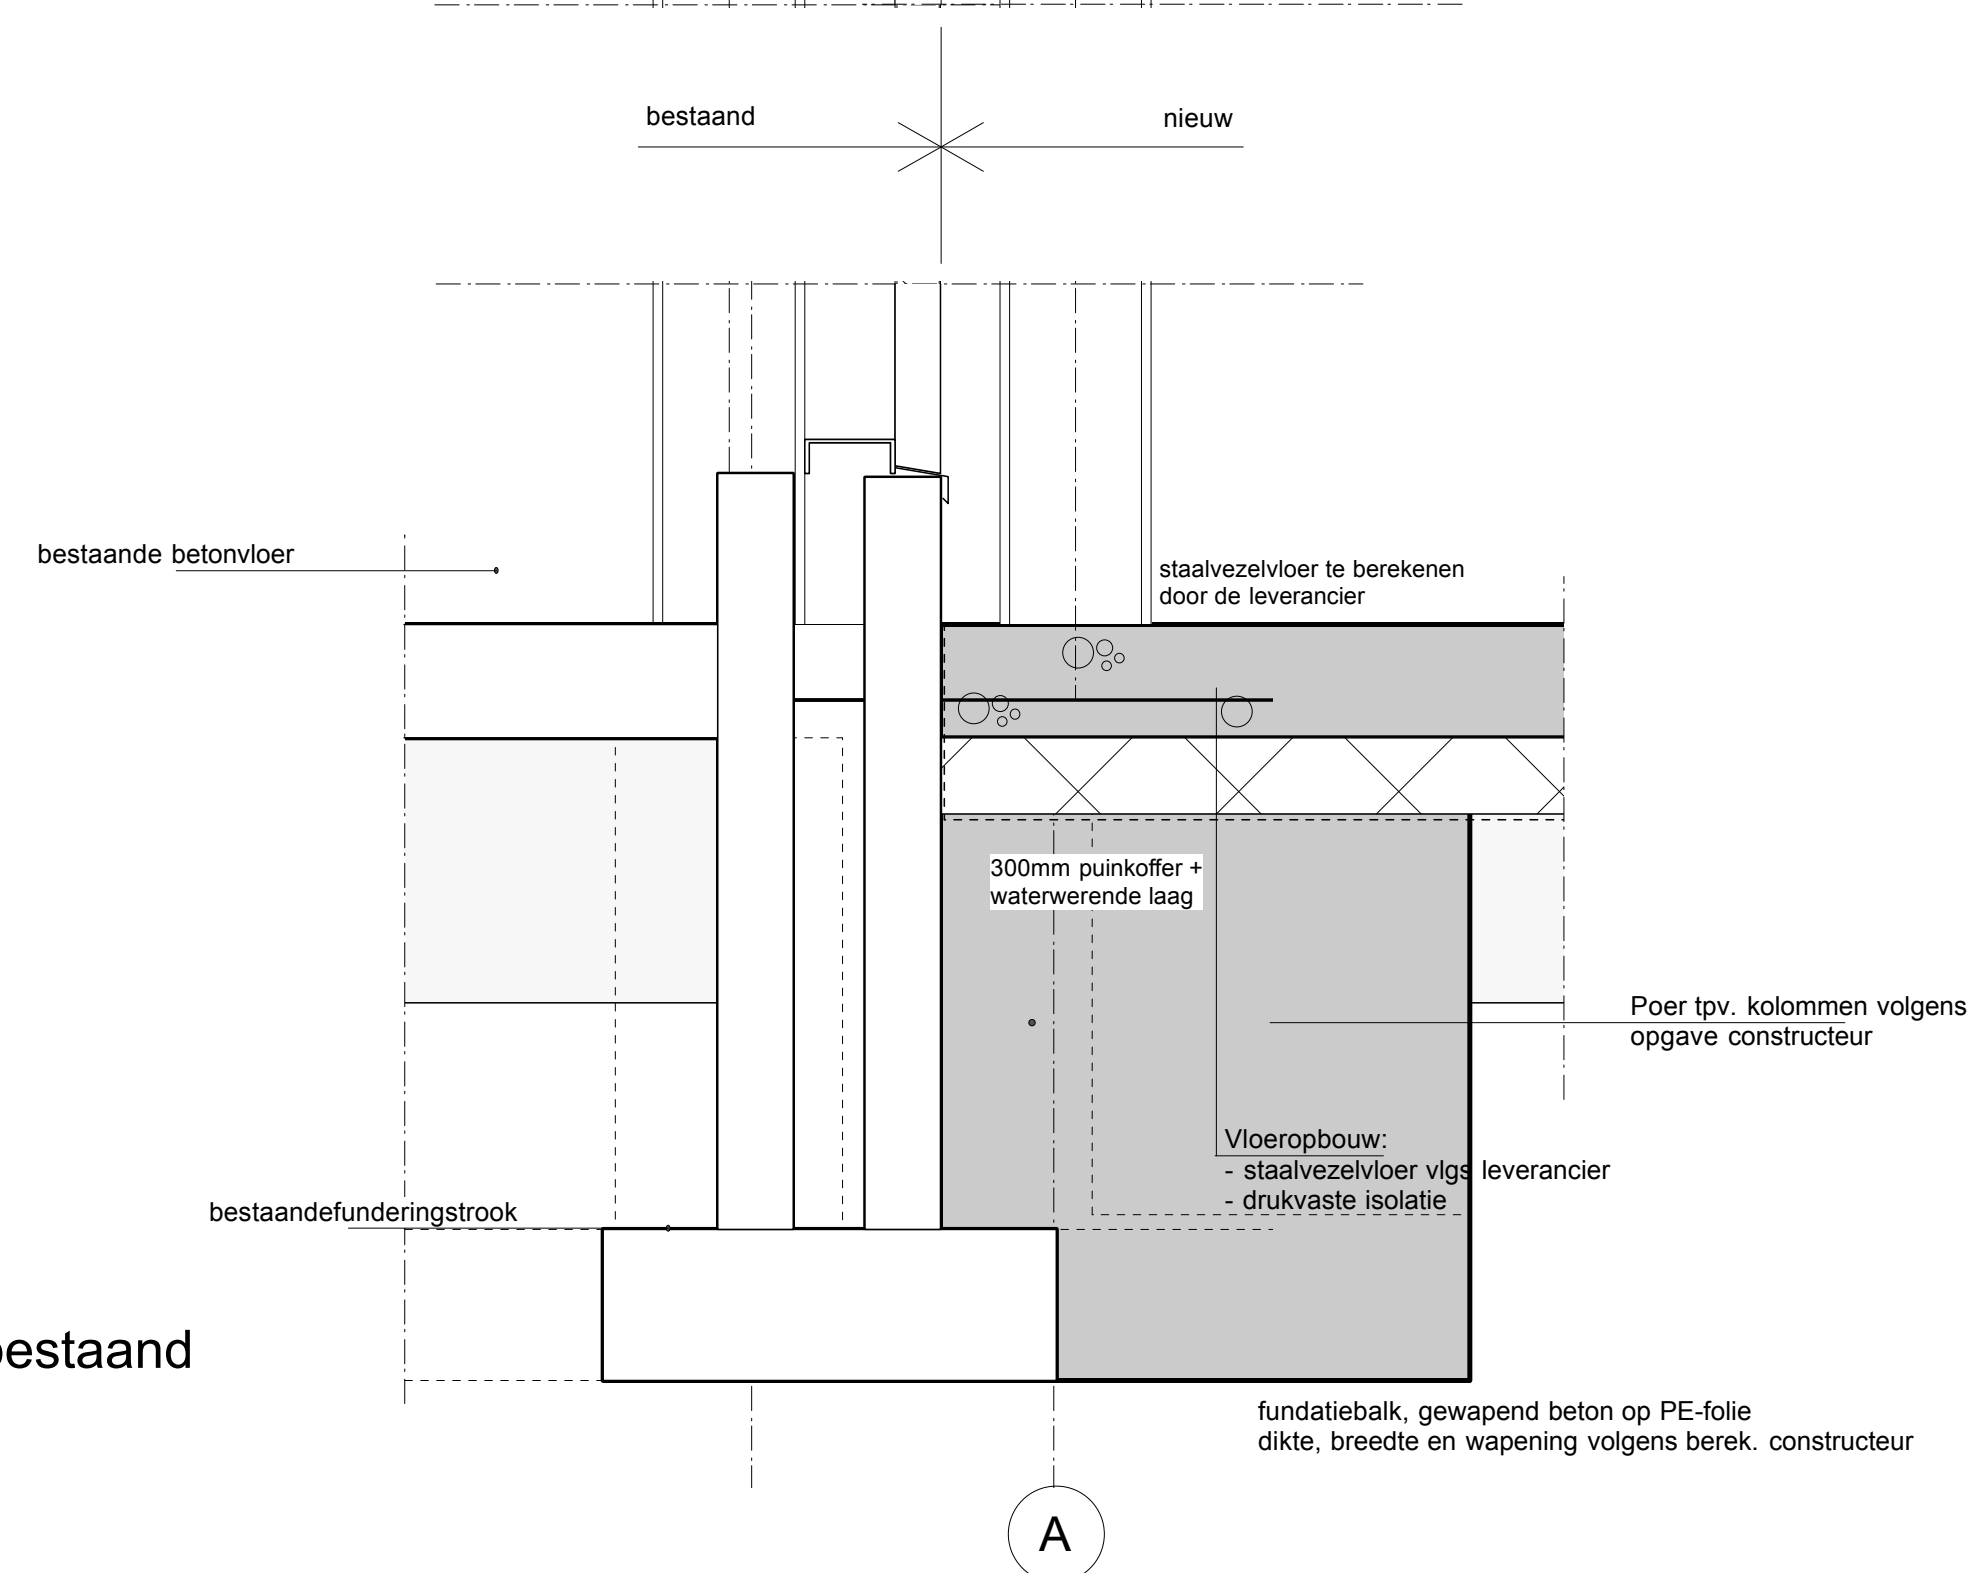 bestaand
nieuw
bestaande betonvloer
staalvezelvloer te berekenen
door de leverancier
300mm puinkoffer +
waterwerende laag
Poer tpv. kolommen volgens
opgave constructeur
Vloeropbouw:
- staalvezelvloer vlgs leverancier
- drukvaste isolatie
bestaandefunderingstrook
bestaand
fundatiebalk, gewapend beton op PE-folie
dikte, breedte en wapening volgens berek. constructeur
A